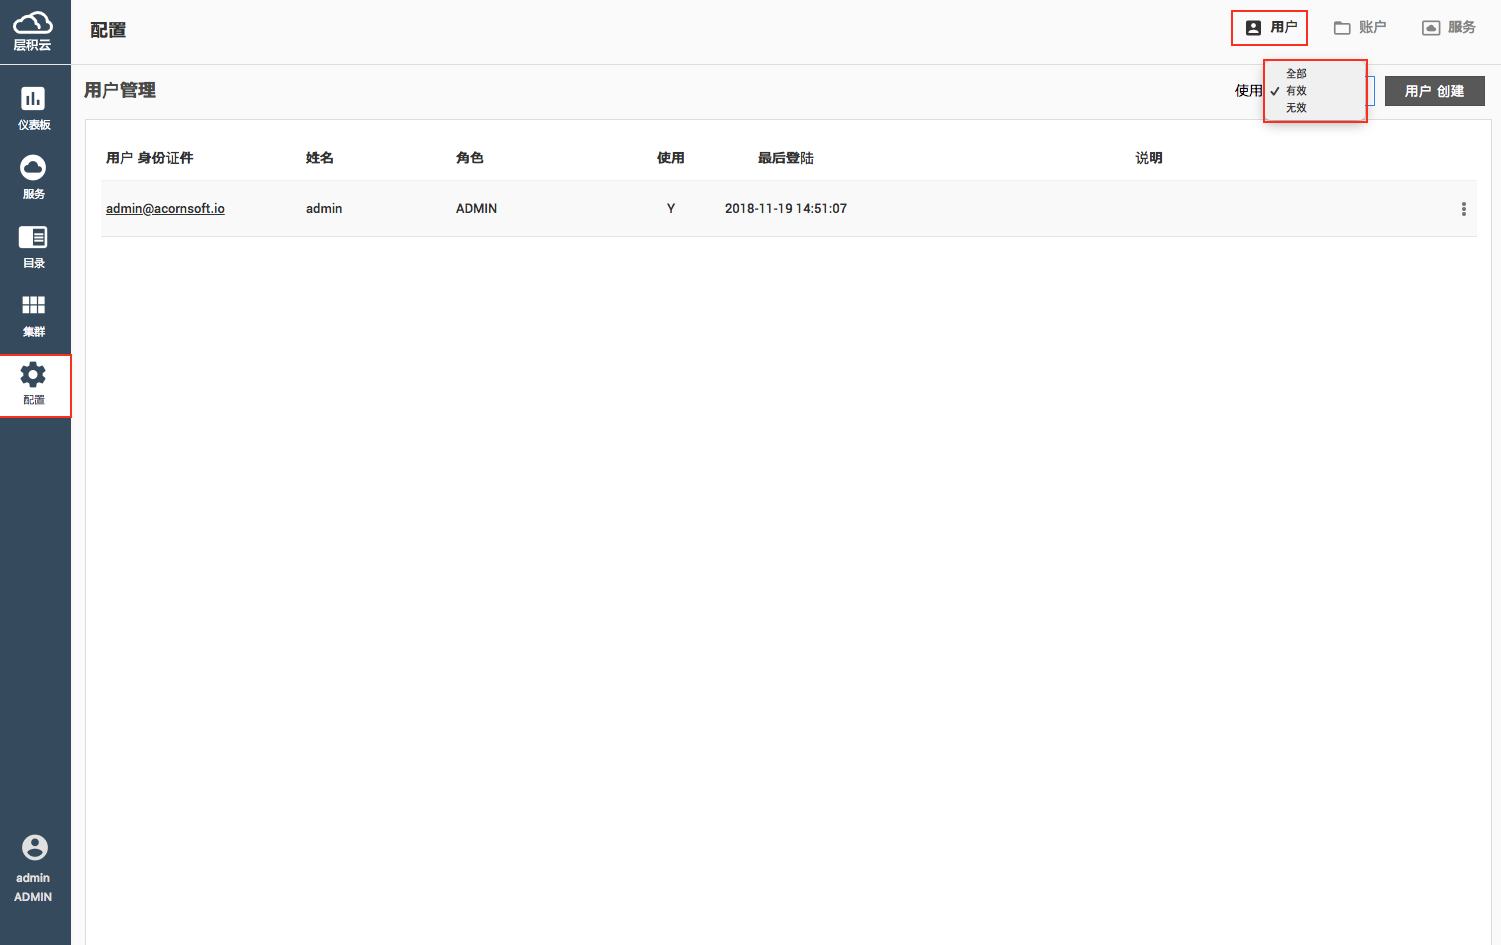 层积云
配置
用户
账户
服务
用户管理
使用
全部
有效
无效
用户 创建
仪表板
服务
目录
集群
配置
用户 身份证件
姓名
角色
使用
最后登陆
说明
admin@acornsoft.io
admin
ADMIN
Y
2018-11-19 14:51:07
admin
ADMIN